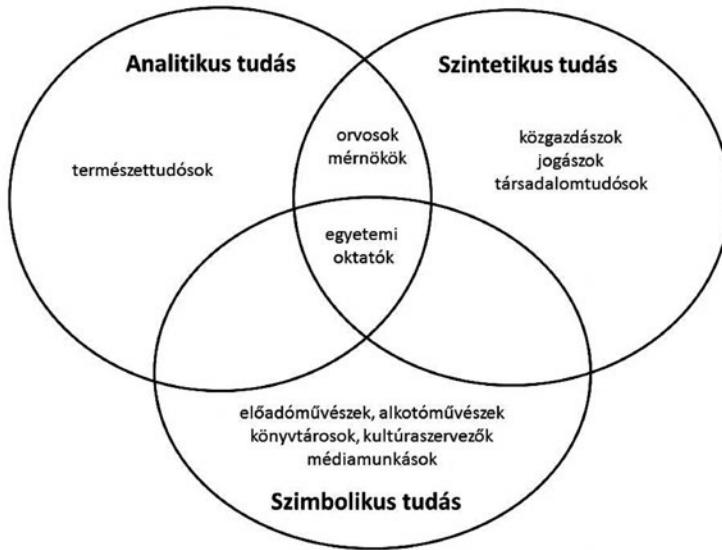 Analitikus tudás
Szintetikus tudás
természettudósok
orvosok
mérnökök
közgazdászok
jogászok
társadalomtudósok
egyetemi
oktatók
előadóművészek, alkotóművészek
könyvtárosok, kultúraszervezők
médiamunkások
Szimbolikus tudás